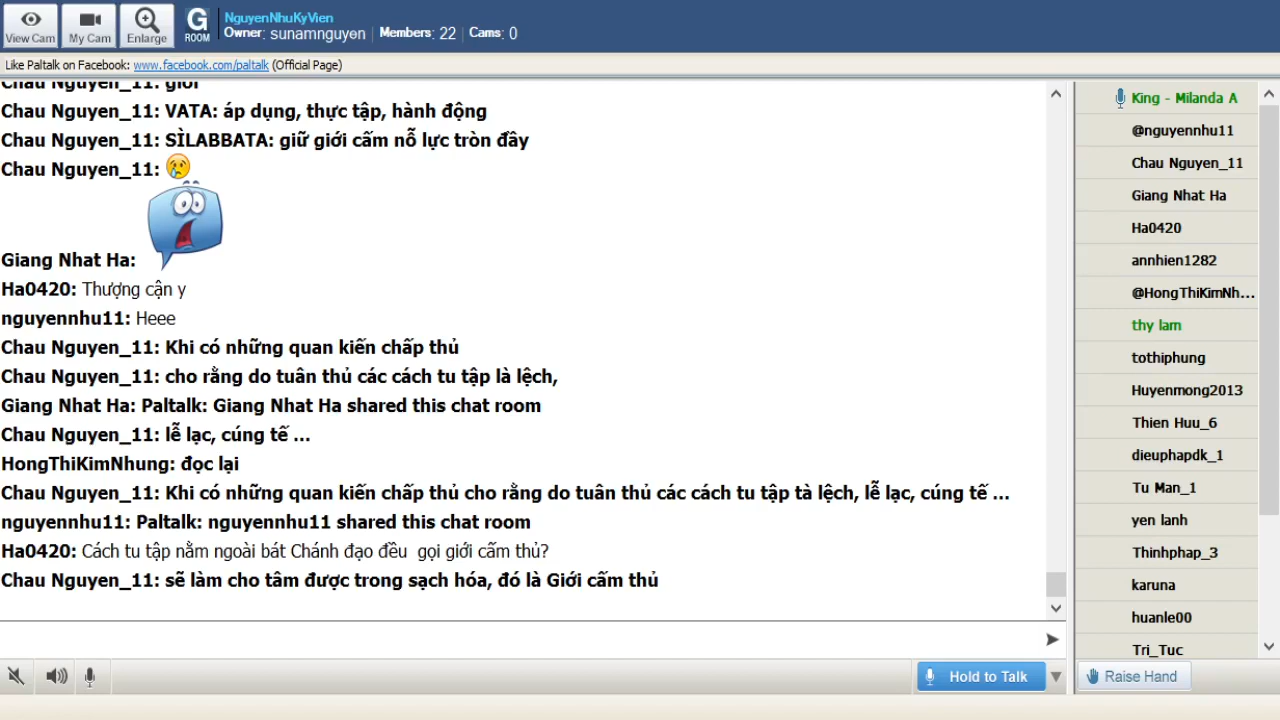 View Cam
My Cam
Enlarge
G
ROOM
NguyenNhuKyVien
Owner: sunamnguyen | Members: 22 | Cams: 0
Like Paltalk on Facebook: www.facebook.com/paltalk (Official Page)
Chau Nguyen_11: giới
Chau Nguyen_11: VATA: áp dụng, thực tập, hành động
Chau Nguyen_11: SÌLABBATA: giữ giới cấm nỗ lực tròn đầy
Chau Nguyen_11:
Giang Nhat Ha:
Ha0420: Thượng cận y
nguyennhu11: Heee
Chau Nguyen_11: Khi có những quan kiến chấp thủ
Chau Nguyen_11: cho rằng do tuân thủ các cách tu tập là lệch,
Giang Nhat Ha: Paltalk: Giang Nhat Ha shared this chat room
Chau Nguyen_11: lễ lạc, cúng tế ...
HongThiKimNhung: đọc lại
Chau Nguyen_11: Khi có những quan kiến chấp thủ cho rằng do tuân thủ các cách tu tập tà lệch, lễ lạc, cúng tế ...
nguyennhu11: Paltalk: nguyennhu11 shared this chat room
Ha0420: Cách tu tập nằm ngoài bát Chánh đạo đều  gọi giới cấm thủ?
Chau Nguyen_11: sẽ làm cho tâm được trong sạch hóa, đó là Giới cấm thủ
King - Milanda A
@nguyennhu11
Chau Nguyen_11
Giang Nhat Ha
Ha0420
annhien1282
@HongThiKimNh...
thy lam
tothiphung
Huyenmong2013
Thien Huu_6
dieuphapdk_1
Tu Man_1
yen lanh
Thinhphap_3
karuna
huanle00
Tri_Tuc
Hold to Talk
Raise Hand